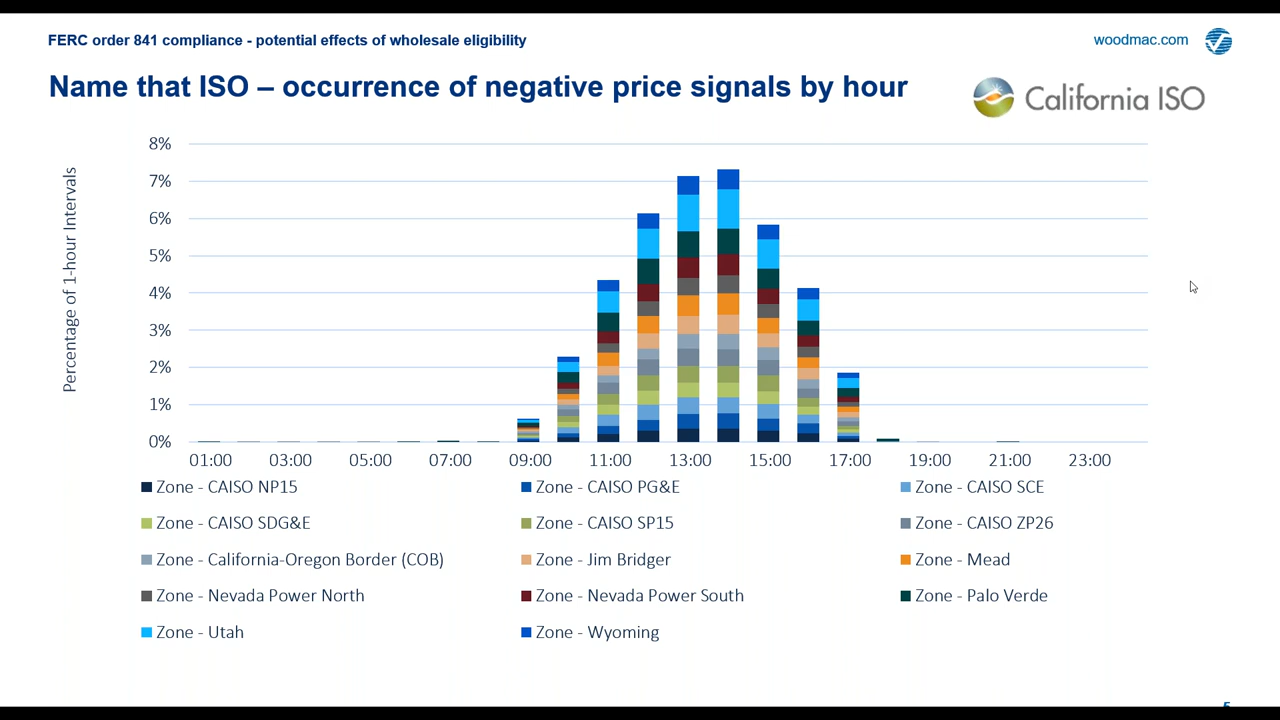 FERC order 841 compliance - potential effects of wholesale eligibility
woodmac.com
Name that ISO – occurrence of negative price signals by hour
California ISO
Percentage of 1-hour Intervals
8%
7%
6%
5%
4%
3%
2%
1%
0%
01:00 03:00 05:00 07:00 09:00 11:00 13:00 15:00 17:00 19:00 21:00 23:00
Zone - CAISO NP15 Zone - CAISO PG&E Zone - CAISO SCE
Zone - CAISO SDG&E Zone - CAISO SP15 Zone - CAISO ZP26
Zone - California-Oregon Border (COB) Zone - Jim Bridger Zone - Mead
Zone - Nevada Power North Zone - Nevada Power South Zone - Palo Verde
Zone - Utah Zone - Wyoming